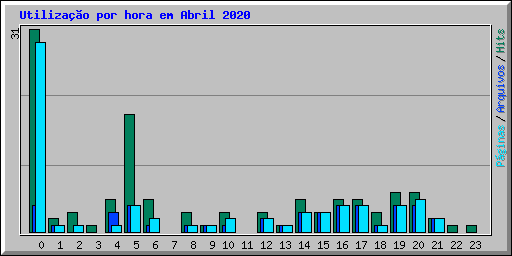 Utilização por hora em Abril 2020
31
Páginas / Arquivos / Hits
0 1 2 3 4 5 6 7 8 9 10 11 12 13 14 15 16 17 18 19 20 21 22 23